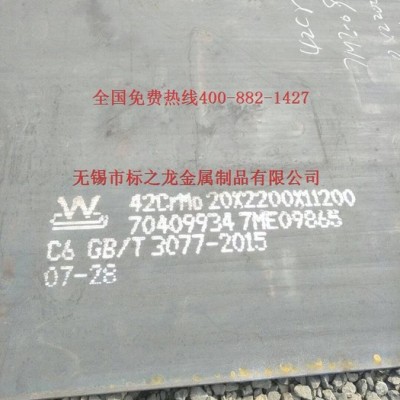 42Cr
全国免费热线400-882-1427
无锡市标之龙金属制品有限公司
W
42CrMo 20X2200X11200
70409934 7ME09865
C6 GB/T 3077-2015
07-28